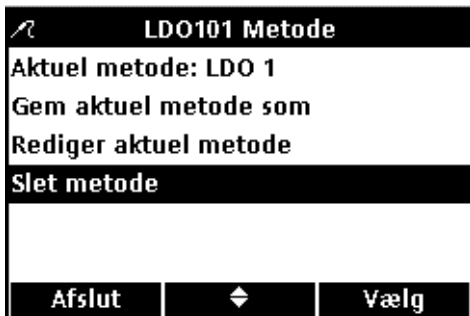 LDO101 Metode
Aktuel metode: LDO 1
Gem aktuel metode som
Rediger aktuel metode
Slet metode
Afslut Vælg